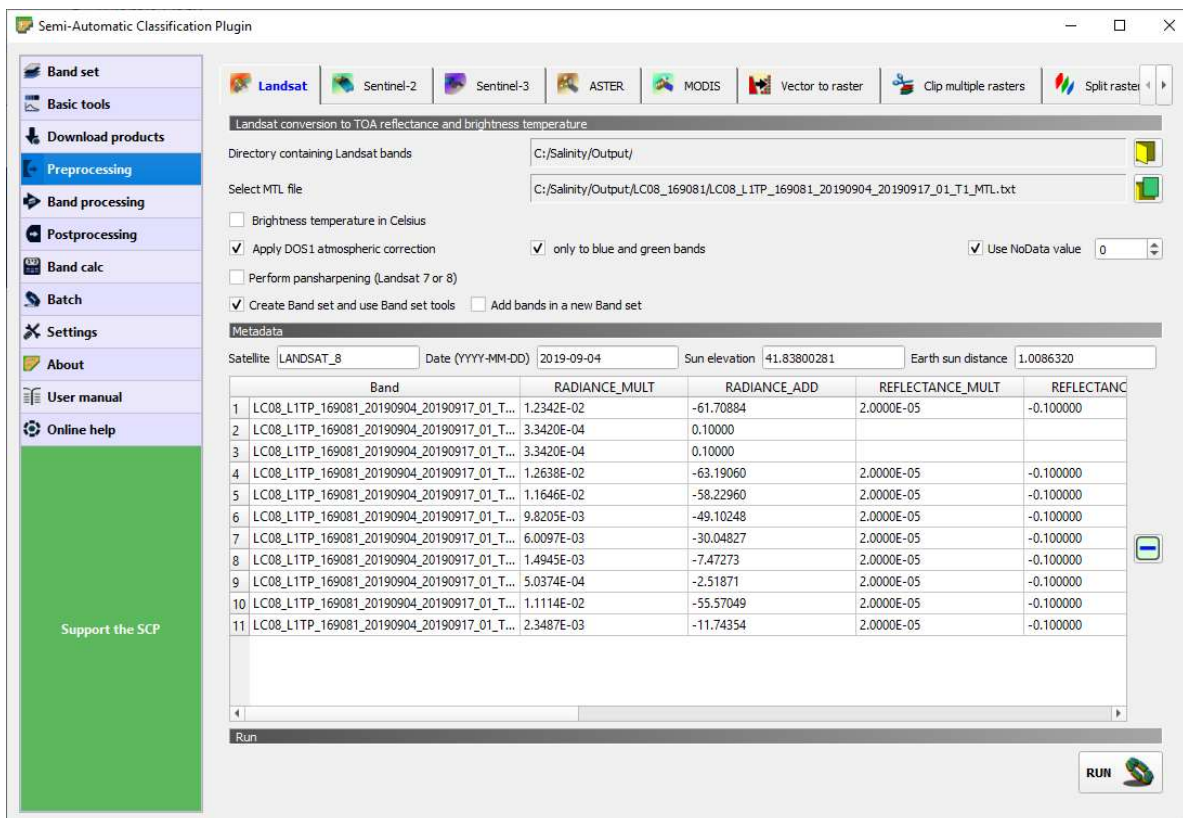 Semi-Automatic Classification Plugin
Band set
Basic tools
Download products
Preprocessing
Band processing
Postprocessing
Band calc
Batch
Settings
About
User manual
Online help
Support the SCP
Landsat Sentinel-2 Sentinel-3 ASTER MODIS Vector to raster Clip multiple rasters Split raster
Landsat conversion to TOA reflectance and brightness temperature
Directory containing Landsat bands C:/Salinity/Output/
Select MTL file C:/Salinity/Output/LC08_169081/LC08_L1TP_169081_20190904_20190917_01_T1_MTL.txt
Brightness temperature in Celsius
Apply DOS1 atmospheric correction only to blue and green bands Use NoData value 0
Perform pansharpening (Landsat 7 or 8)
Create Band set and use Band set tools Add bands in a new Band set
Metadata
Satellite LANDSAT_8 Date (YYYY-MM-DD) 2019-09-04 Sun elevation 41.83800281 Earth sun distance 1.0086320
Band RADIANCE_MULT RADIANCE_ADD REFLECTANCE_MULT REFLECTANC
1 LC08_L1TP_169081_20190904_20190917_01_T... 1.2342E-02 -61.70884 2.0000E-05 -0.100000
2 LC08_L1TP_169081_20190904_20190917_01_T... 3.3420E-04 0.10000
3 LC08_L1TP_169081_20190904_20190917_01_T... 3.3420E-04 0.10000
4 LC08_L1TP_169081_20190904_20190917_01_T... 1.2638E-02 -63.19060 2.0000E-05 -0.100000
5 LC08_L1TP_169081_20190904_20190917_01_T... 1.1646E-02 -58.22960 2.0000E-05 -0.100000
6 LC08_L1TP_169081_20190904_20190917_01_T... 9.8205E-03 -49.10248 2.0000E-05 -0.100000
7 LC08_L1TP_169081_20190904_20190917_01_T... 6.0097E-03 -30.04827 2.0000E-05 -0.100000
8 LC08_L1TP_169081_20190904_20190917_01_T... 1.4945E-03 -7.47273 2.0000E-05 -0.100000
9 LC08_L1TP_169081_20190904_20190917_01_T... 5.0374E-04 -2.51871 2.0000E-05 -0.100000
10 LC08_L1TP_169081_20190904_20190917_01_T... 1.1114E-02 -55.57049 2.0000E-05 -0.100000
11 LC08_L1TP_169081_20190904_20190917_01_T... 2.3487E-03 -11.74354 2.0000E-05 -0.100000
Run
RUN